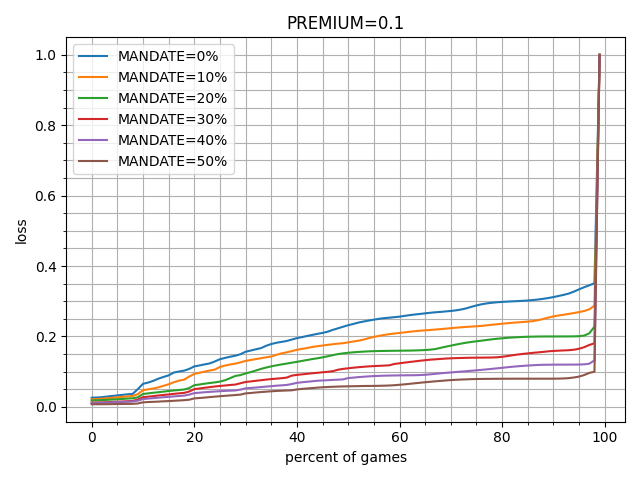 PREMIUM=0.1
MANDATE=0%
MANDATE=10%
MANDATE=20%
MANDATE=30%
MANDATE=40%
MANDATE=50%
1.0
0.8
0.6
0.4
0.2
0.0
loss
0 20 40 60 80 100
percent of games